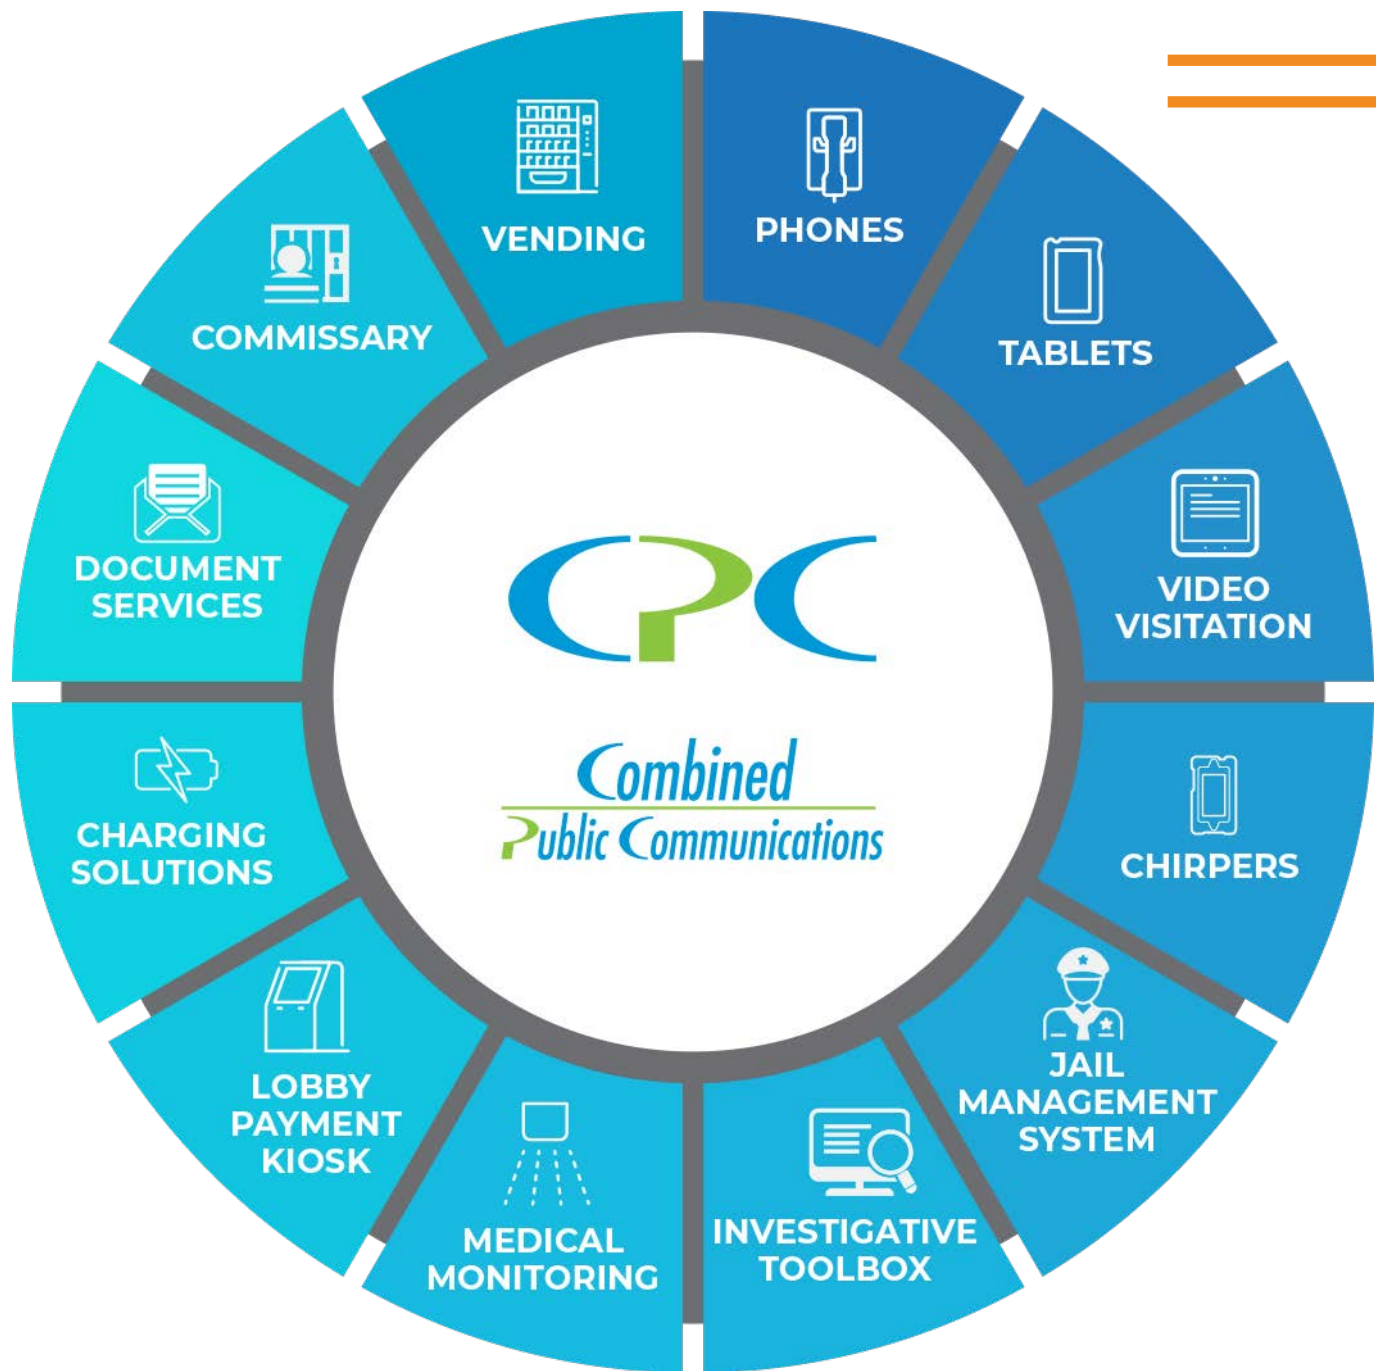 PHONES
TABLETS
VIDEO
VISITATION
CHIRPERS
JAIL
MANAGEMENT
SYSTEM
INVESTIGATIVE
TOOLBOX
MEDICAL
MONITORING
LOBBY
PAYMENT
KIOSK
CHARGING
SOLUTIONS
DOCUMENT
SERVICES
COMMISSARY
VENDING
CPC
Combined
Public Communications